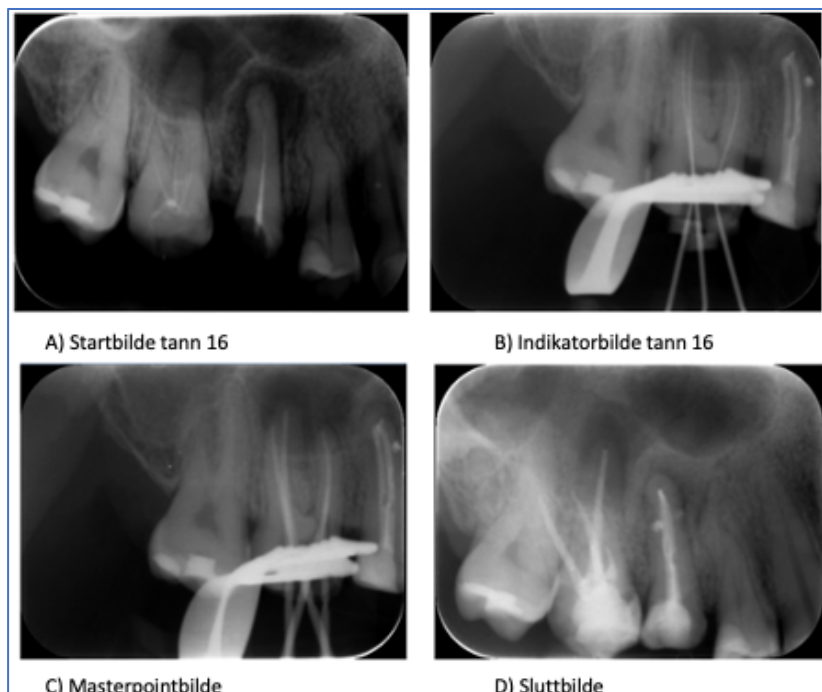 A) Startbilde tann 16
B) Indikatorbilde tann 16
C) Masterpointbilde
D) Sluttbilde